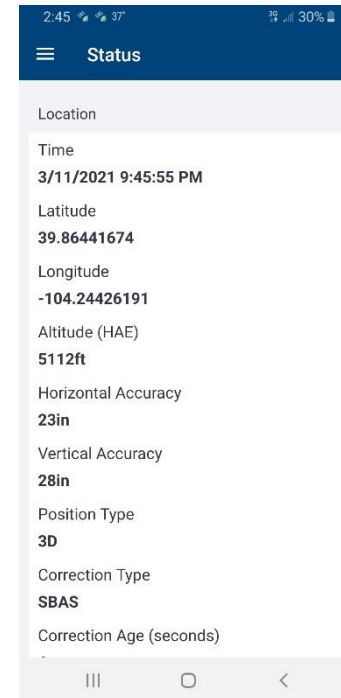 2:45 37°
30%
Status
Location
Time
3/11/2021 9:45:55 PM
Latitude
39.86441674
Longitude
-104.24426191
Altitude (HAE)
5112ft
Horizontal Accuracy
23in
Vertical Accuracy
28in
Position Type
3D
Correction Type
SBAS
Correction Age (seconds)